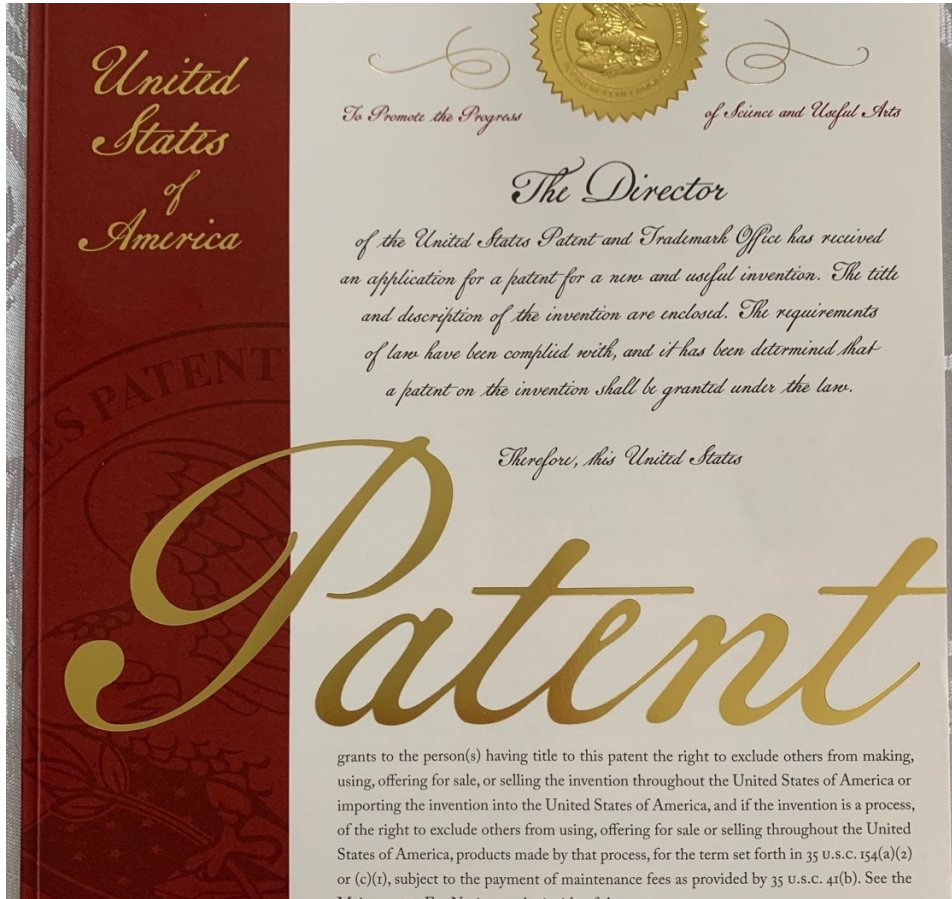 United
States
of
America
To Promote the Progress
of Science and Useful Arts
The Director
of the United States Patent and Trademark Office has received
an application for a patent for a new and useful invention. The title
and description of the invention are enclosed. The requirements
of law have been complied with, and it has been determined that
a patent on the invention shall be granted under the law.
Therefore, this United States
Patent
ES PATENT
grants to the person(s) having title to this patent the right to exclude others from making,
using, offering for sale, or selling the invention throughout the United States of America or
importing the invention into the United States of America, and if the invention is a process,
of the right to exclude others from using, offering for sale or selling throughout the United
States of America, products made by that process, for the term set forth in 35 U.S.C. 154(a)(2)
or (c)(1), subject to the payment of maintenance fees as provided by 35 U.S.C. 41(b). See the